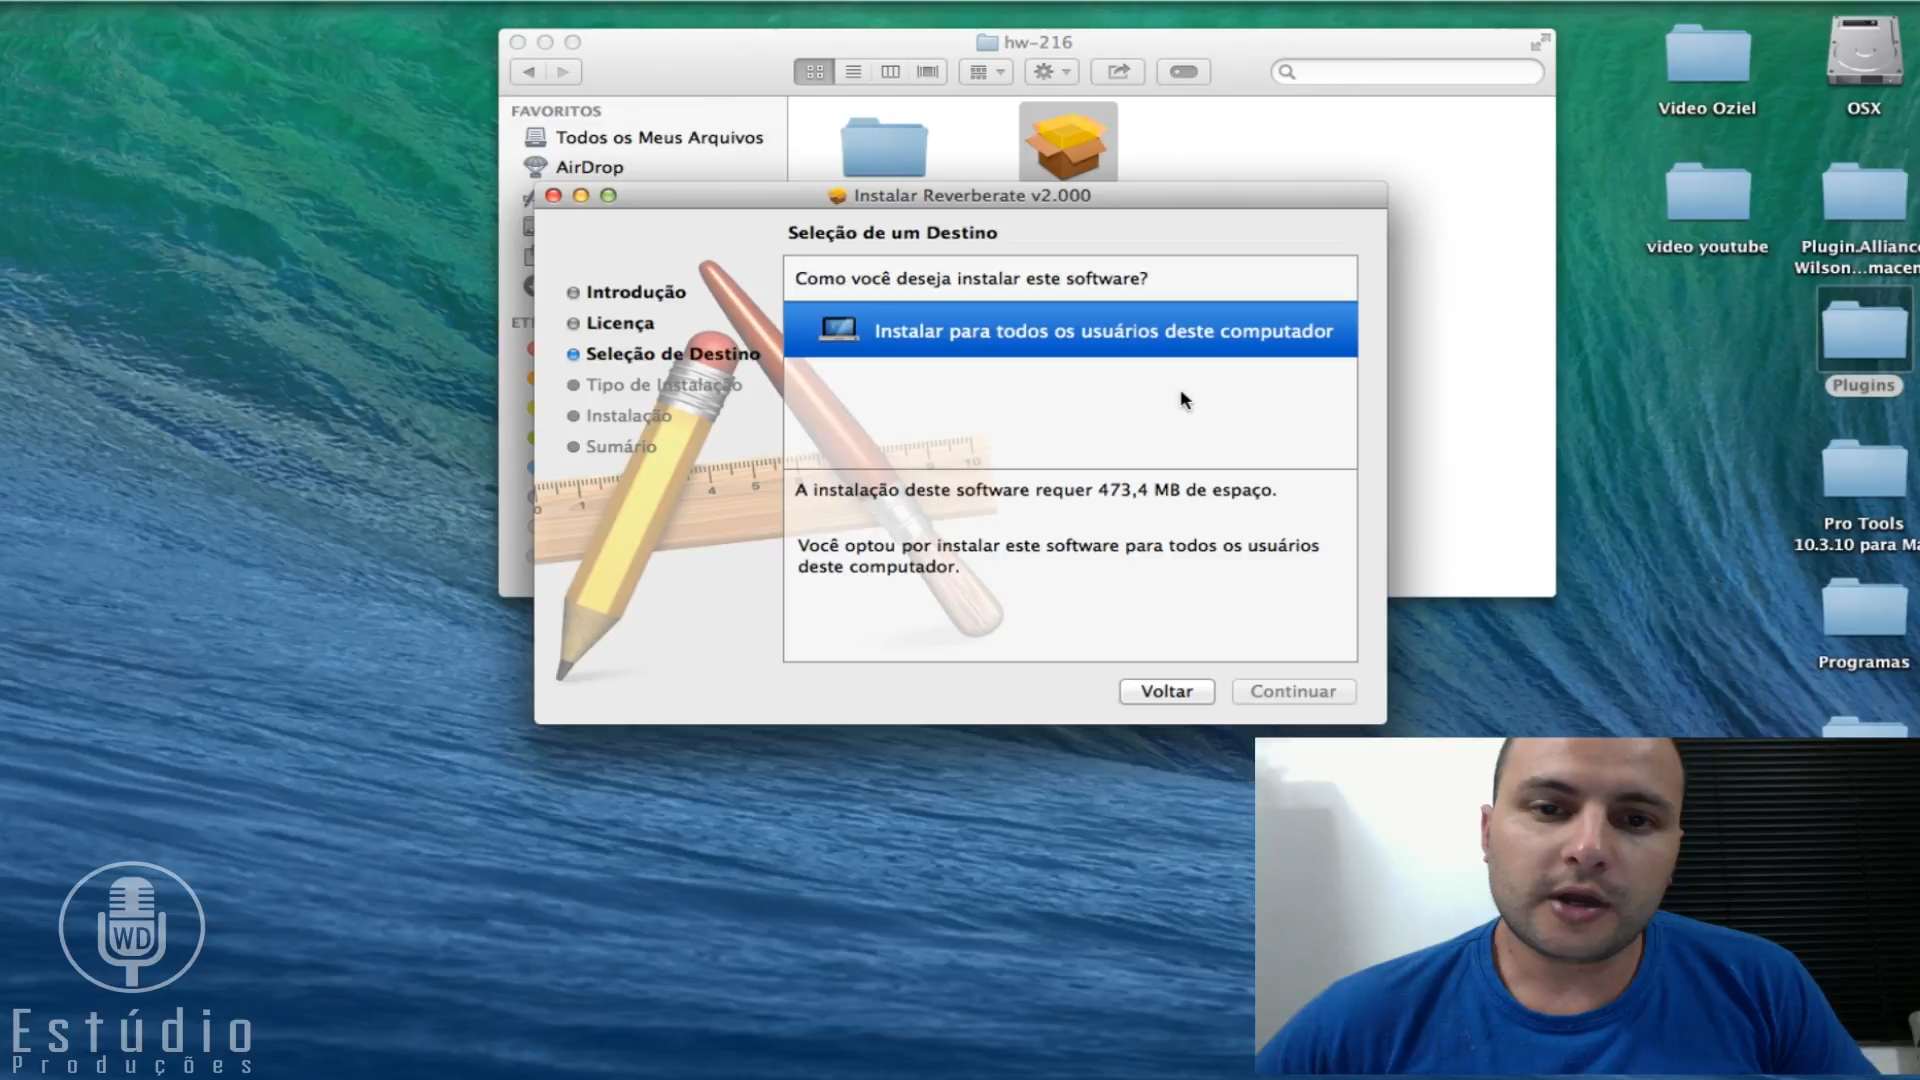 hw-216
FAVORITOS
Todos os Meus Arquivos
AirDrop
Instalar Reverberate v2.000
Seleção de um Destino
Como você deseja instalar este software?
Instalar para todos os usuários deste computador
Introdução
Licença
Seleção de Destino
Tipo de Instalação
Instalação
Sumário
A instalação deste software requer 473,4 MB de espaço.
Você optou por instalar este software para todos os usuários
deste computador.
Voltar
Continuar
Video Oziel
OSX
video youtube
Plugin.Alliance
Wilson...macen
Plugins
Pro Tools
10.3.10 para Ma
Programas
WD
Estúdio
Produções